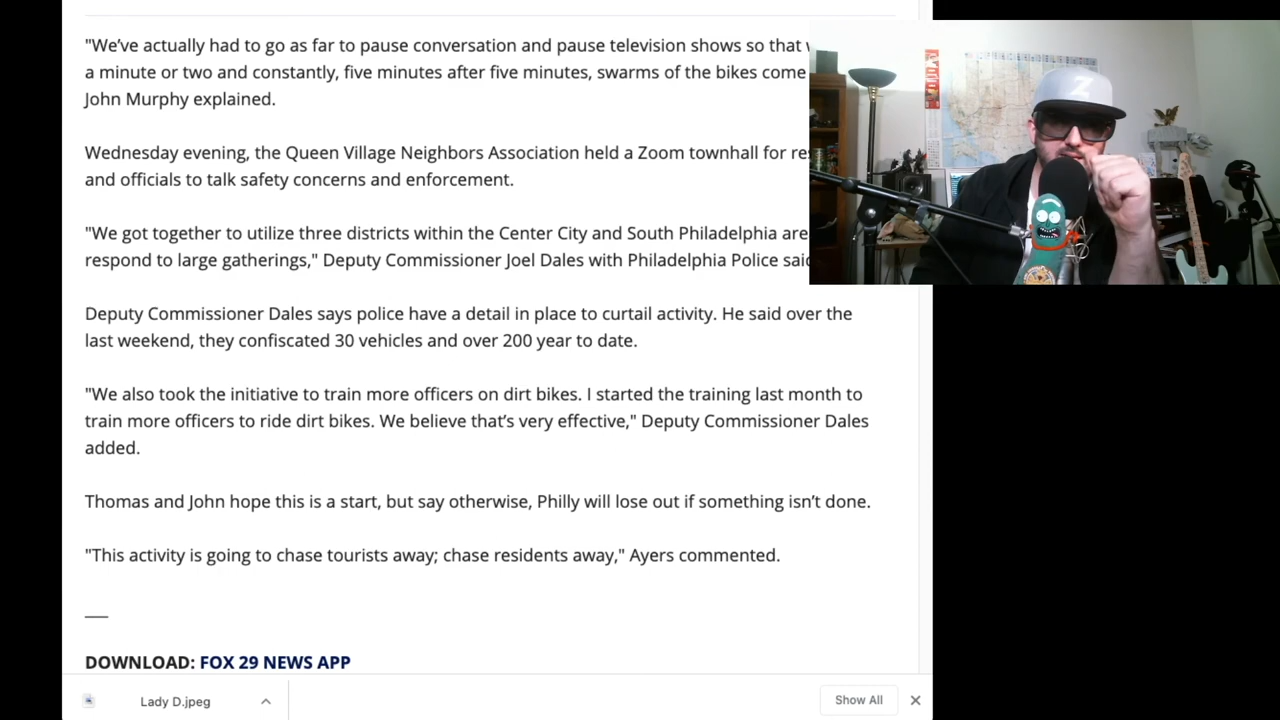 "We've actually had to go as far to pause conversation and pause television shows so that
a minute or two and constantly, five minutes after five minutes, swarms of the bikes come
John Murphy explained.
Wednesday evening, the Queen Village Neighbors Association held a Zoom townhall for
and officials to talk safety concerns and enforcement.
"We got together to utilize three districts within the Center City and South Philadelphia
respond to large gatherings," Deputy Commissioner Joel Dales with Philadelphia Police
Deputy Commissioner Dales says police have a detail in place to curtail activity. He said over the
last weekend, they confiscated 30 vehicles and over 200 year to date.
"We also took the initiative to train more officers on dirt bikes. I started the training last month to
train more officers to ride dirt bikes. We believe that's very effective," Deputy Commissioner Dales
added.
Thomas and John hope this is a start, but say otherwise, Philly will lose out if something isn't done.
"This activity is going to chase tourists away; chase residents away," Ayers commented.
DOWNLOAD: FOX 29 NEWS APP
Lady D.jpeg
Show All